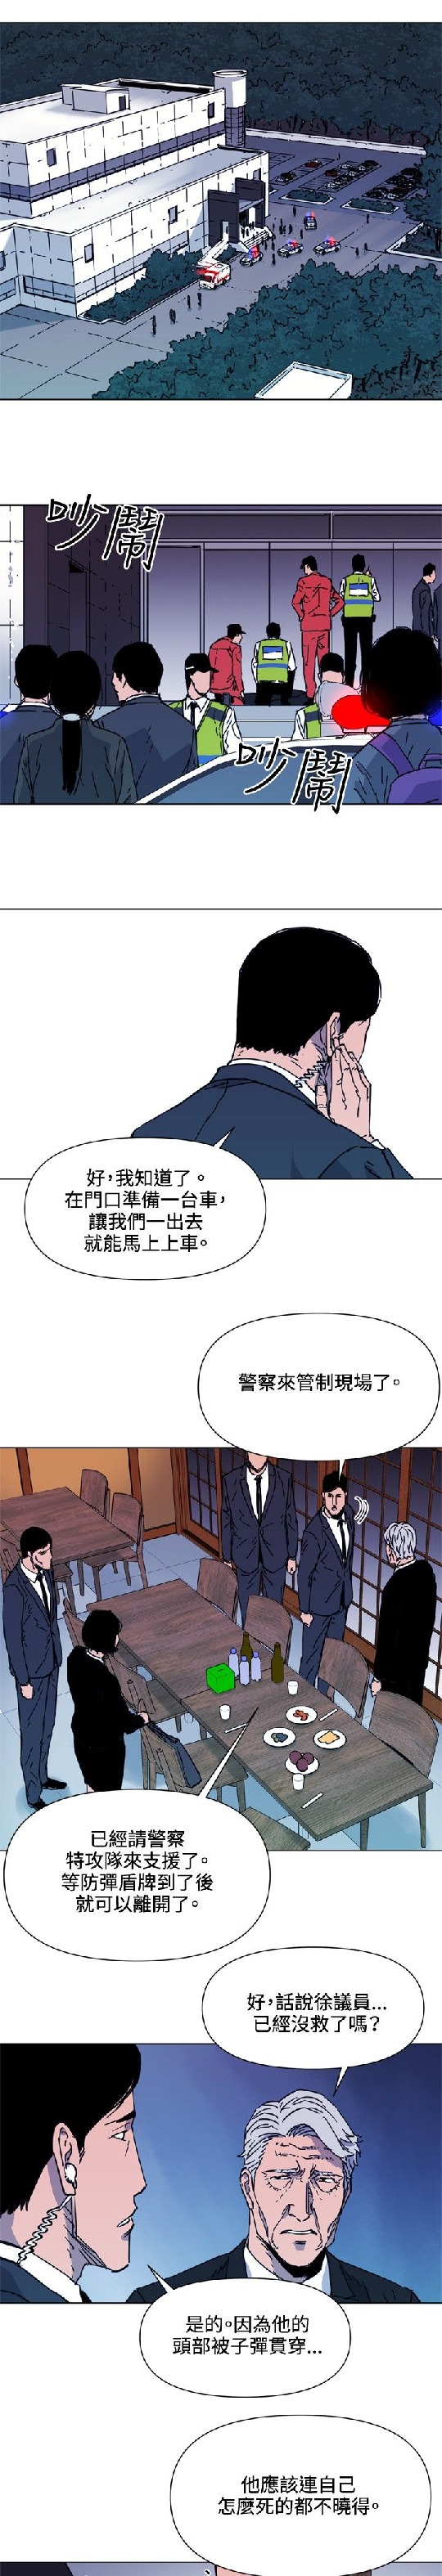 吵鬧
吵鬧
好，我知道了。
在門口準備一台車，
讓我們一出去
就能馬上上車。
警察來管制現場了。
已經請警察
特攻隊來支援了。
等防彈盾牌到了後
就可以離開了。
好，話說徐議員…
已經沒救了嗎？
是的。因為他的
頭部被子彈貫穿…
他應該連自己
怎麼死的都不曉得。